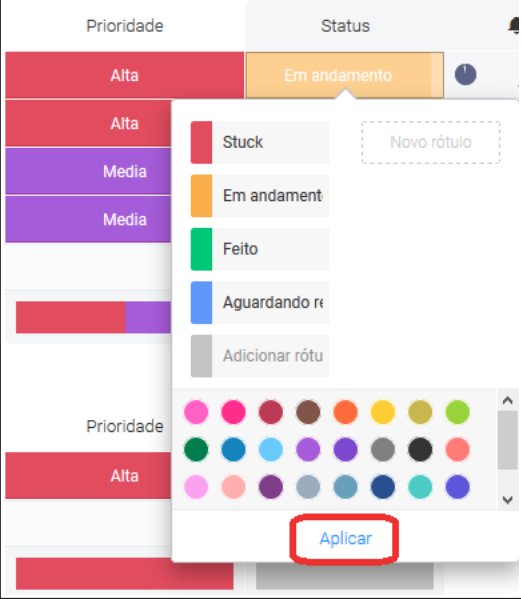 Prioridade Status
Alta Em andamento
Alta
Media
Media
Stuck Novo rótulo
Em andament
Feito
Aguardando re
Adicionar rótu
Prioridade
Alta
Aplicar